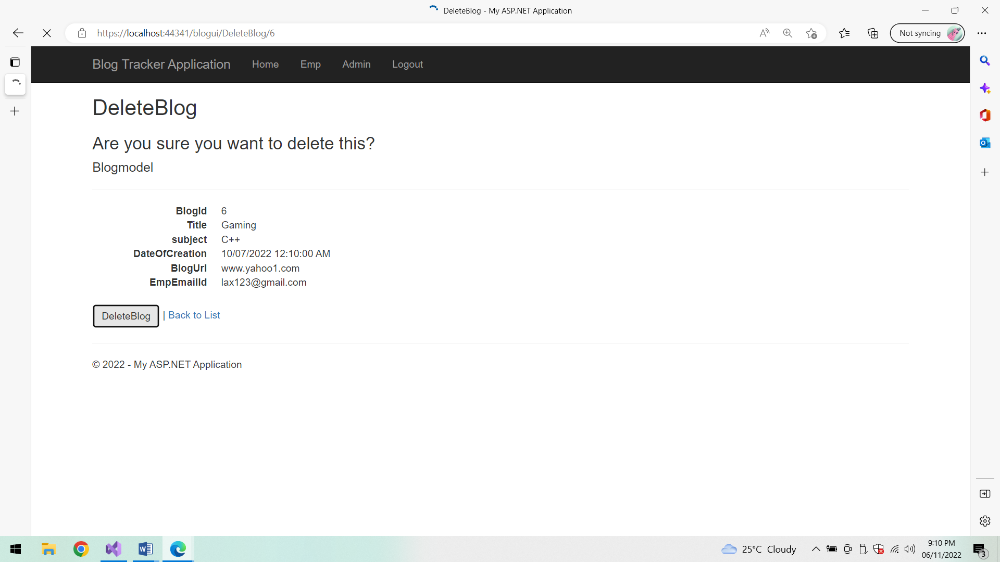 DeleteBlog - My ASP.NET Application
https://localhost:44341/blogui/DeleteBlog/6
Not syncing
Blog Tracker Application Home Emp Admin Logout
DeleteBlog
Are you sure you want to delete this?
Blogmodel
BlogId 6
Title Gaming
subject C++
DateOfCreation 10/07/2022 12:10:00 AM
BlogUrl www.yahoo1.com
EmpEmailId lax123@gmail.com
DeleteBlog | Back to List
© 2022 - My ASP.NET Application
25°C Cloudy
9:10 PM
06/11/2022
3